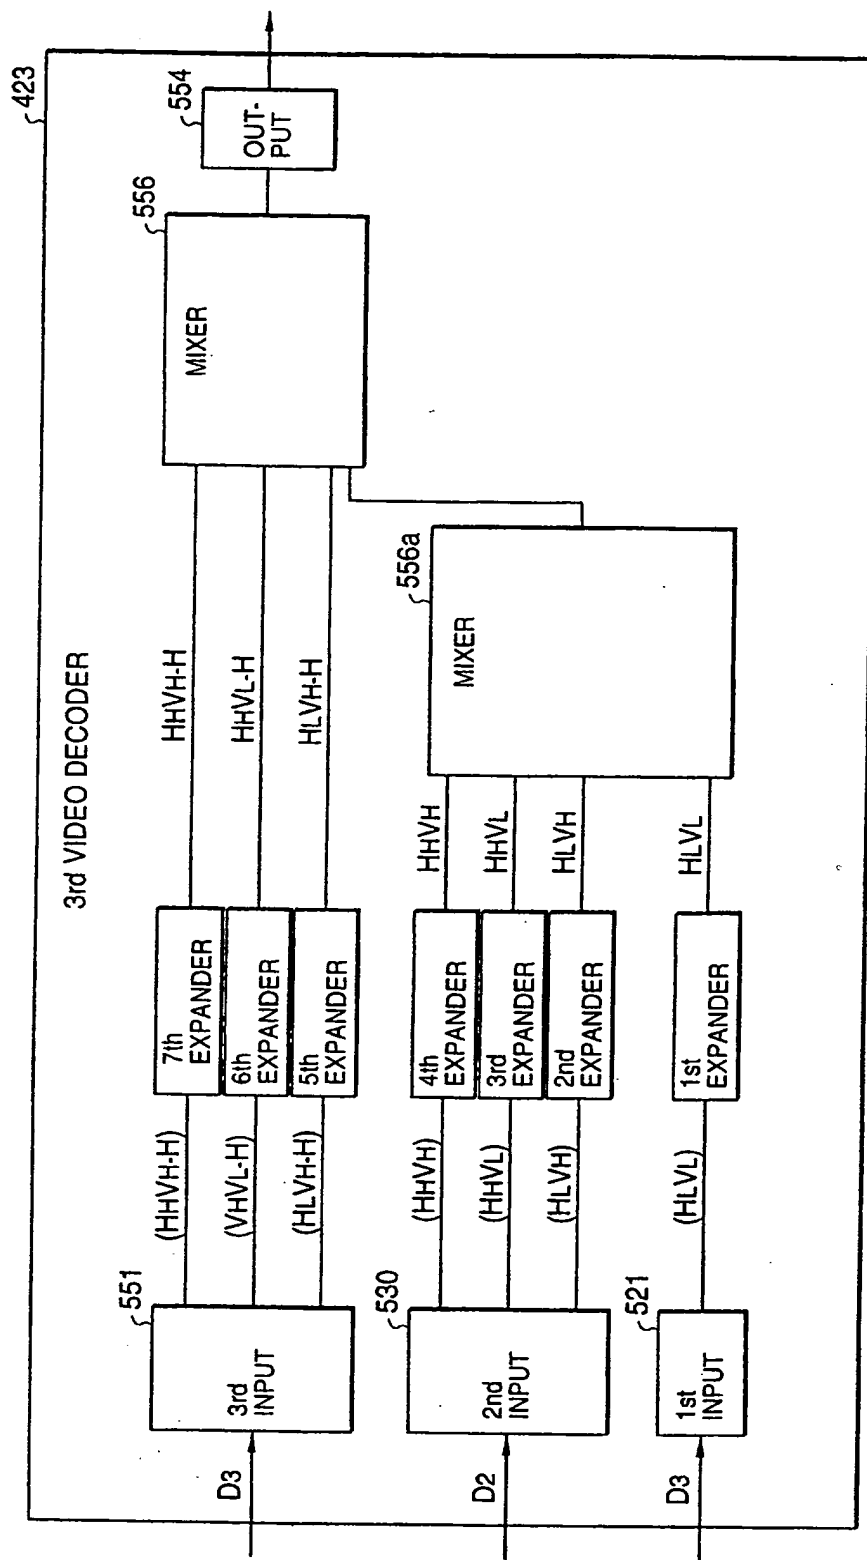 423
3rd VIDEO DECODER
D3
3rd
INPUT
551
(HHVH-H)
(VHVL-H)
(HLVH-H)
7th
EXPANDER
6th
EXPANDER
5th
EXPANDER
HHVH-H
HHVL-H
HLVH-H
MIXER
556
OUT-
PUT
554
D2
2nd
INPUT
530
(HHVH)
(HHVL)
(HLVH)
4th
EXPANDER
3rd
EXPANDER
2nd
EXPANDER
HHVH
HHVL
HLVH
MIXER
556a
D3
1st
INPUT
521
(HLVL)
1st
EXPANDER
HLVL